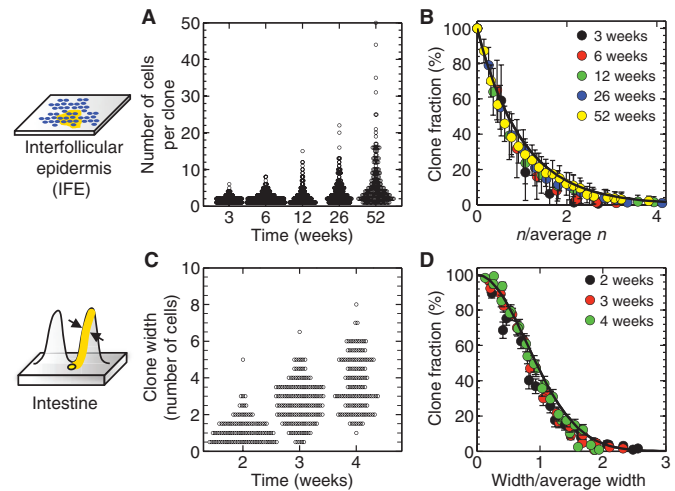 A
Number of cells
per clone
50
40
30
20
10
0
3 6 12 26 52
Time (weeks)
Interfollicular
epidermis
(IFE)
B
Clone fraction (%)
100
80
60
40
20
0
0 2 4
n/average n
3 weeks
6 weeks
12 weeks
26 weeks
52 weeks
C
Clone width
(number of cells)
10
8
6
4
2
0
2 3 4
Time (weeks)
Intestine
D
Clone fraction (%)
100
80
60
40
20
0
0 1 2 3
Width/average width
2 weeks
3 weeks
4 weeks